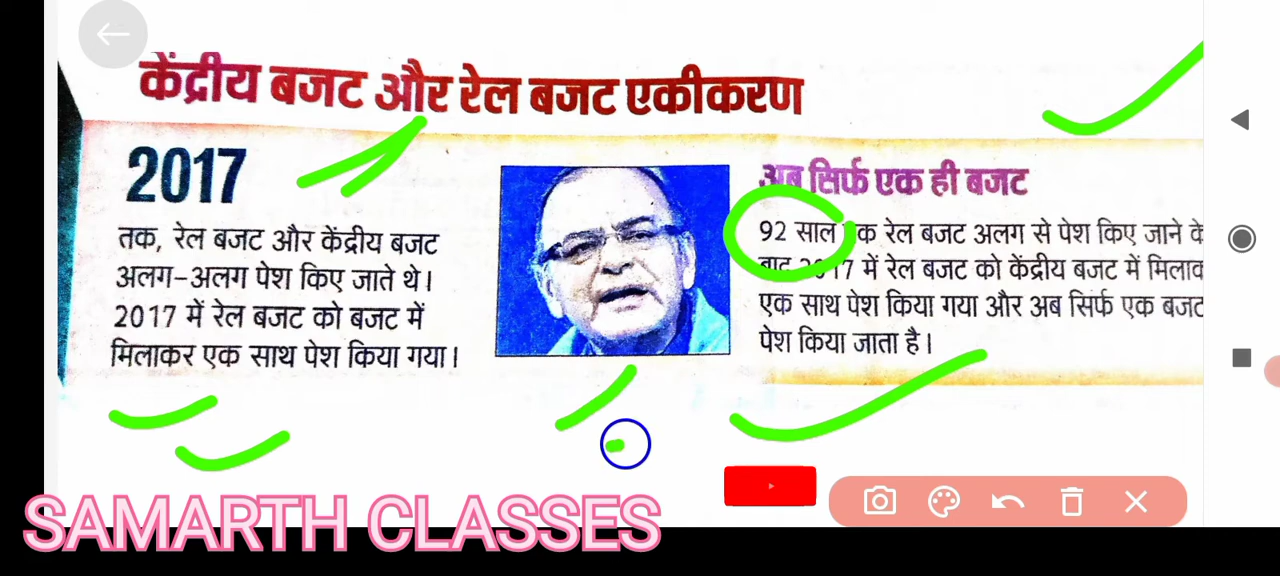 केंद्रीय बजट और रेल बजट एकीकरण
2017
तक, रेल बजट और केंद्रीय बजट
अलग-अलग पेश किए जाते थे।
2017 में रेल बजट को बजट में
मिलाकर एक साथ पेश किया गया।
अब सिर्फ एक ही बजट
92 साल रेल बजट अलग से पेश किए जाने के
बाद 2017 में रेल बजट को केंद्रीय बजट में
एक साथ पेश किया गया और अब सिर्फ एक बजट
पेश किया जाता है।
SAMARTH CLASSES